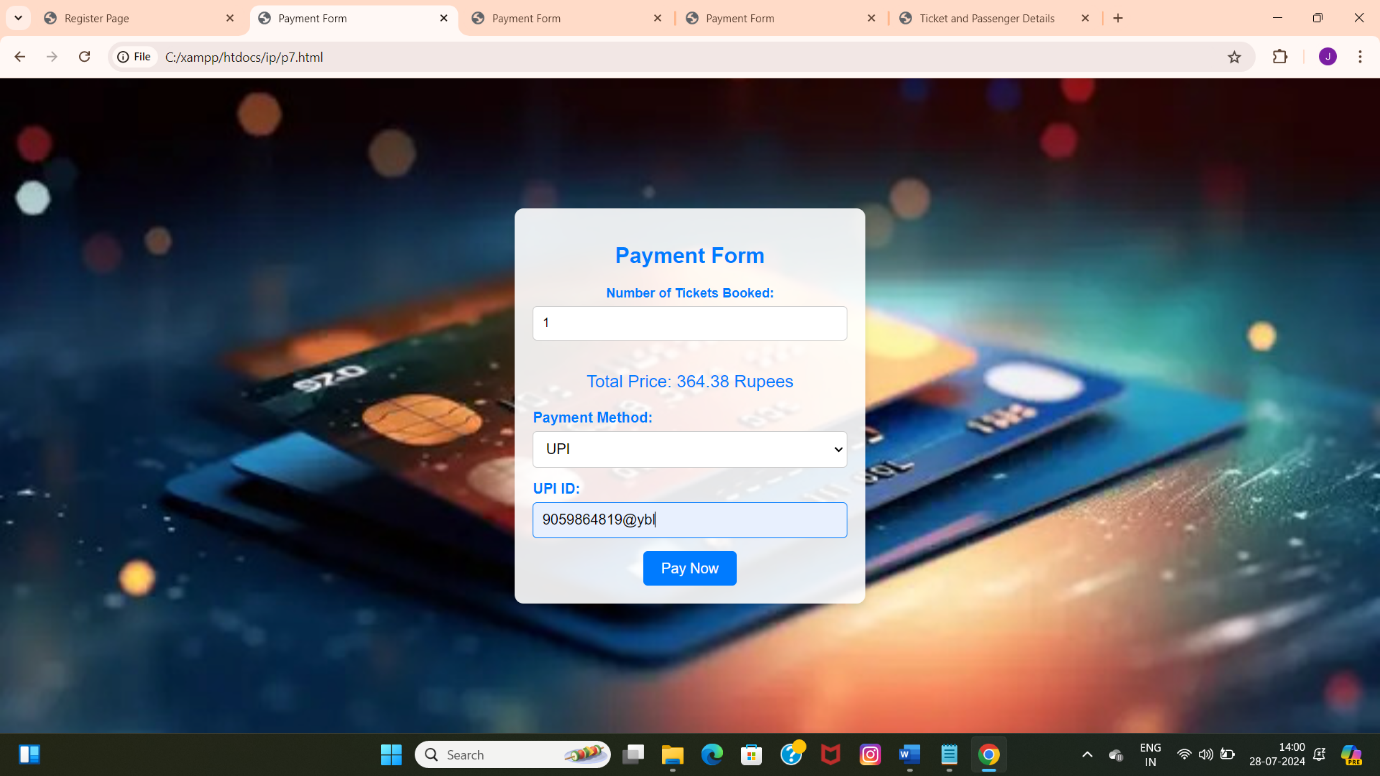 Register Page
Payment Form
Payment Form
Payment Form
Ticket and Passenger Details
File
C:/xampp/htdocs/ip/p7.html
J
Payment Form
Number of Tickets Booked:
1
Total Price: 364.38 Rupees
Payment Method:
UPI
UPI ID:
9059864819@ybl
Pay Now
Search
ENG
IN
14:00
28-07-2024
PRE